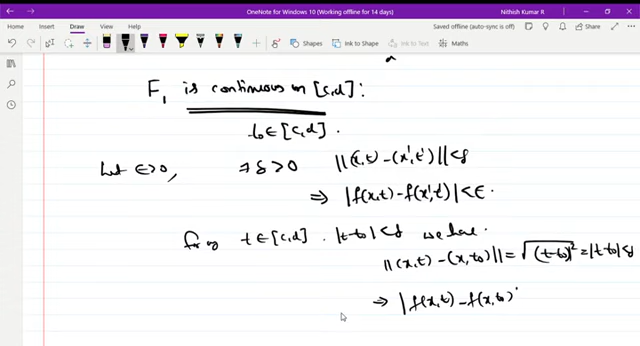 OneNote for Windows 10 (Working offline for 14 days)
Nithish Kumar R
Home Insert Draw View Help
Saved offline (auto-sync is off)
Shapes Ink to Shape Ink to Text Maths
a
F₁ is continuous on [c,d]:
t₀ ∈ [c,d].
Let ϵ>0, ∃ δ>0 ||(x,t) - (x',t')|| < δ
⇒ |f(x,t) - f(x',t')| < ϵ.
For any t ∈ [c,d]. |t-t₀| < δ we have.
||(x,t) - (x,t₀)|| = √(t-t₀)² = |t-t₀| < δ
⇒ |f(x,t) - f(x,t₀)